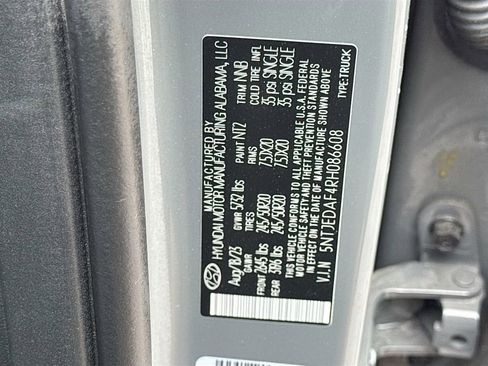 MANUFACTURED BY
HYUNDAI MOTOR MANUFACTURING ALABAMA, LLC
Aug/28/23 PAINT NT2 TRIM NNB
GVWR 5732 lbs
GAWR TIRES RIMS COLD TIRE INFL
FRONT 2645 lbs 245/50R20 7.5JX20 35 psi SINGLE
REAR 3316 lbs 245/50R20 7.5JX20 35 psi SINGLE
THIS VEHICLE CONFORMS TO ALL APPLICABLE U.S.A. FEDERAL
MOTOR VEHICLE SAFETY AND THEFT PREVENTION STANDARDS
IN EFFECT ON THE DATE OF MANUFACTURE SHOWN ABOVE
V.I.N 5NTJEDAF4RH086608 TYPE:TRUCK